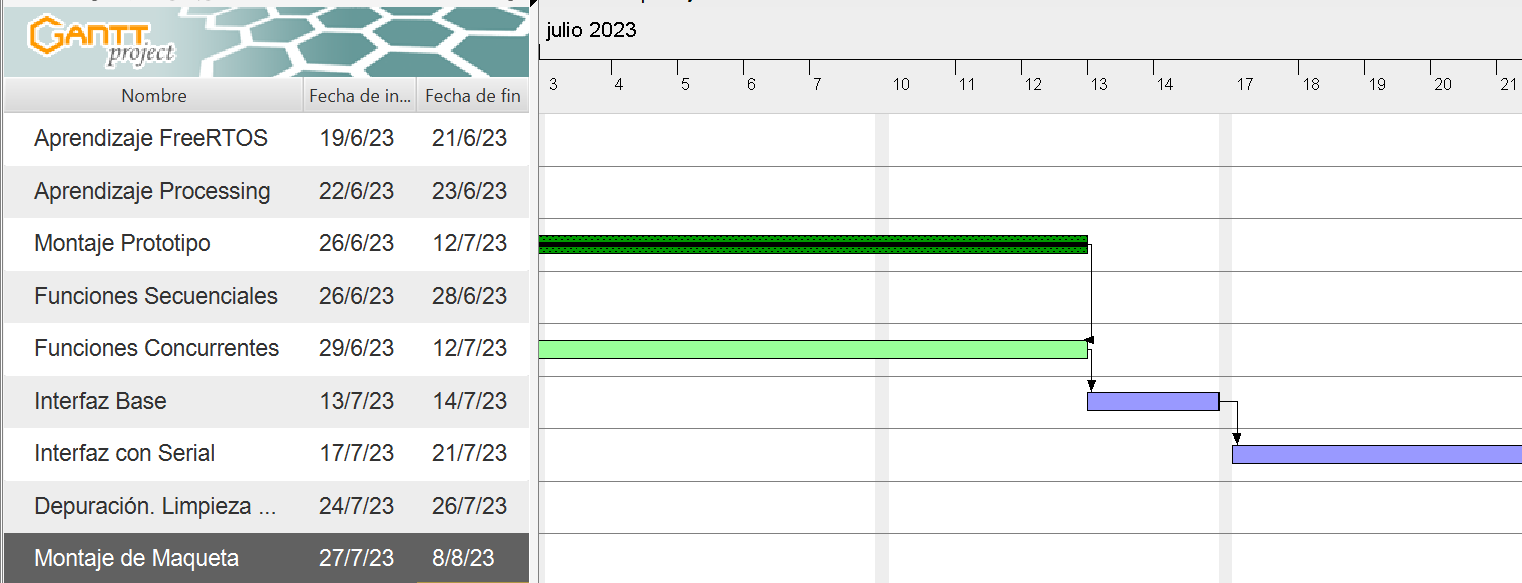 GANTT
project
julio 2023
3 4 5 6 7 10 11 12 13 14 17 18 19 20 21
Nombre Fecha de in... Fecha de fin
Aprendizaje FreeRTOS 19/6/23 21/6/23
Aprendizaje Processing 22/6/23 23/6/23
Montaje Prototipo 26/6/23 12/7/23
Funciones Secuenciales 26/6/23 28/6/23
Funciones Concurrentes 29/6/23 12/7/23
Interfaz Base 13/7/23 14/7/23
Interfaz con Serial 17/7/23 21/7/23
Depuración. Limpieza ... 24/7/23 26/7/23
Montaje de Maqueta 27/7/23 8/8/23